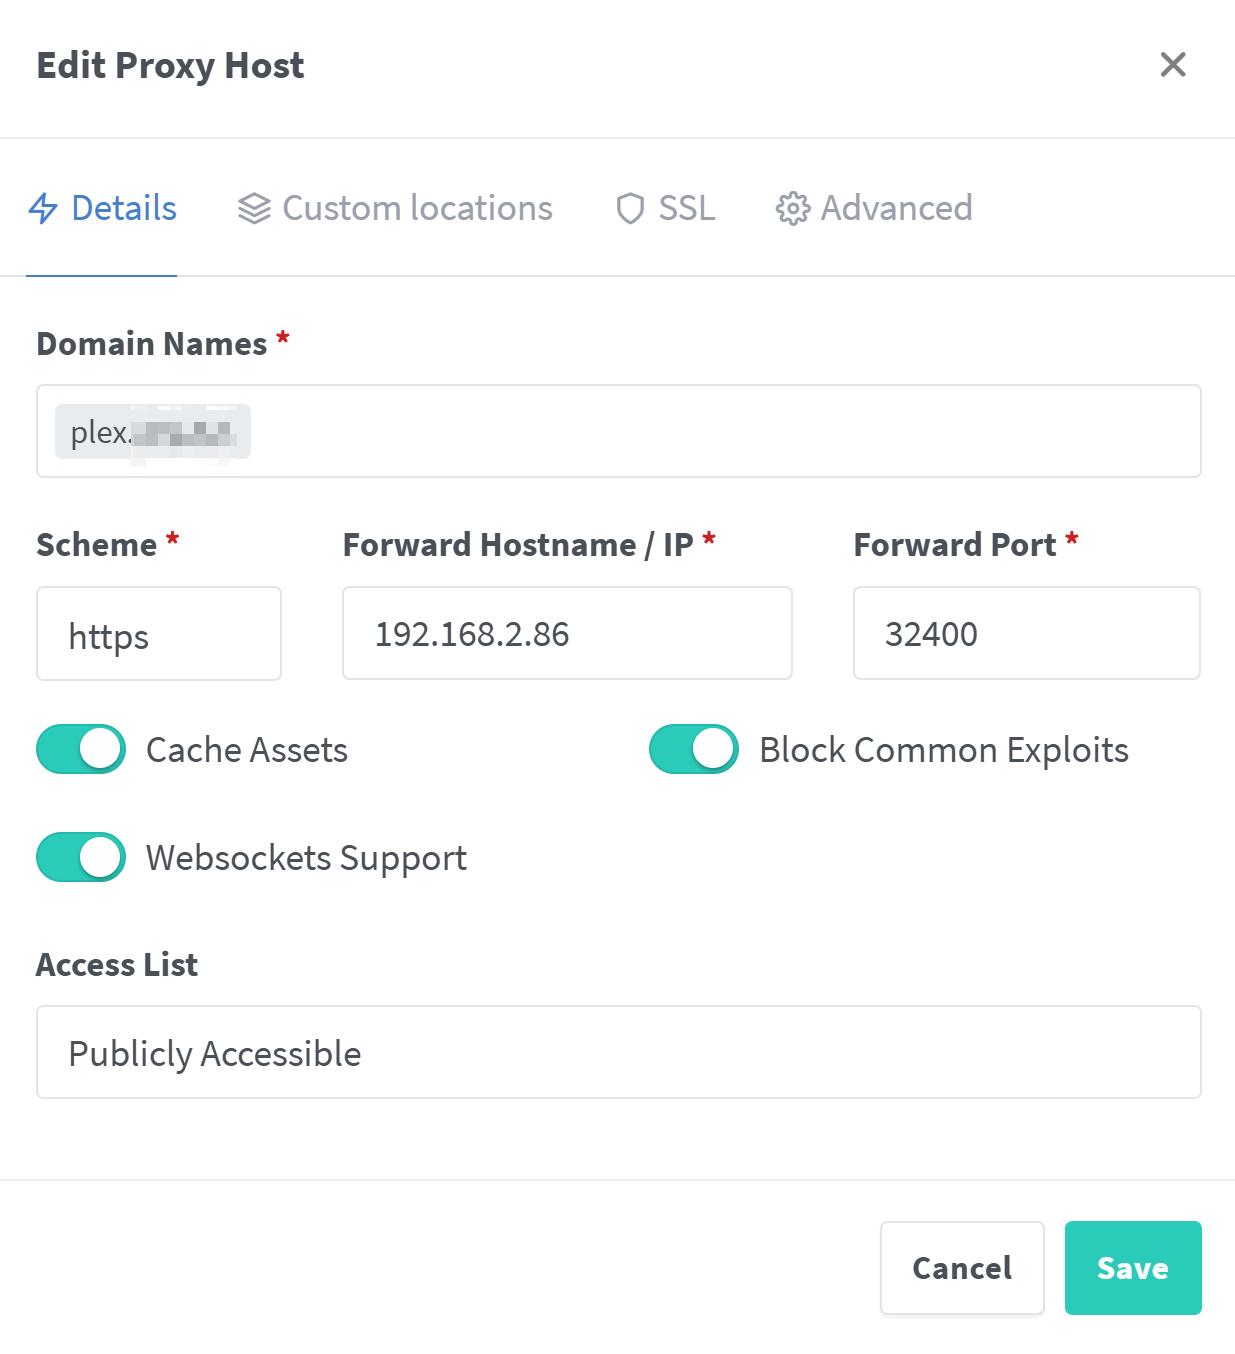 Edit Proxy Host
Details Custom locations SSL Advanced
Domain Names *
plex.
Scheme * Forward Hostname / IP * Forward Port *
https 192.168.2.86 32400
Cache Assets Block Common Exploits
Websockets Support
Access List
Publicly Accessible
Cancel Save